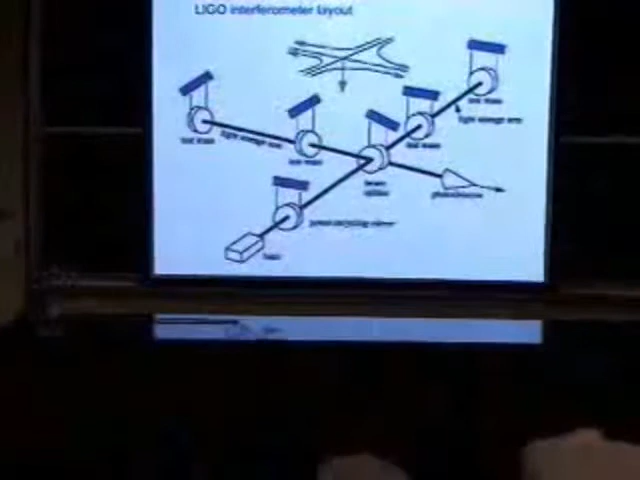 LIGO interferometer layout
test mass
light storage arm
test mass
test mass
light storage arm
test mass
beam
splitter
photodetector
power recycling mirror
laser